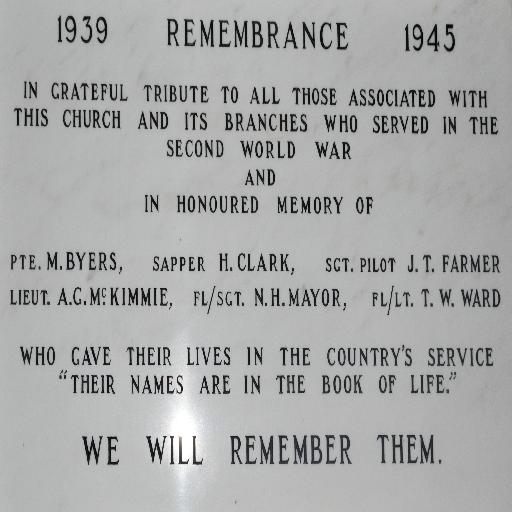 1939 REMEMBRANCE 1945
IN GRATEFUL TRIBUTE TO ALL THOSE ASSOCIATED WITH
THIS CHURCH AND ITS BRANCHES WHO SERVED IN THE
SECOND WORLD WAR
AND
IN HONOURED MEMORY OF
PTE. M. BYERS, SAPPER H. CLARK, SGT. PILOT J. T. FARMER
LIEUT. A.G. McKIMMIE, FL/SGT. N.H. MAYOR, FL/LT. T. W. WARD
WHO GAVE THEIR LIVES IN THE COUNTRY'S SERVICE
"THEIR NAMES ARE IN THE BOOK OF LIFE."
WE WILL REMEMBER THEM.